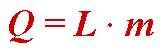 Q = L · m